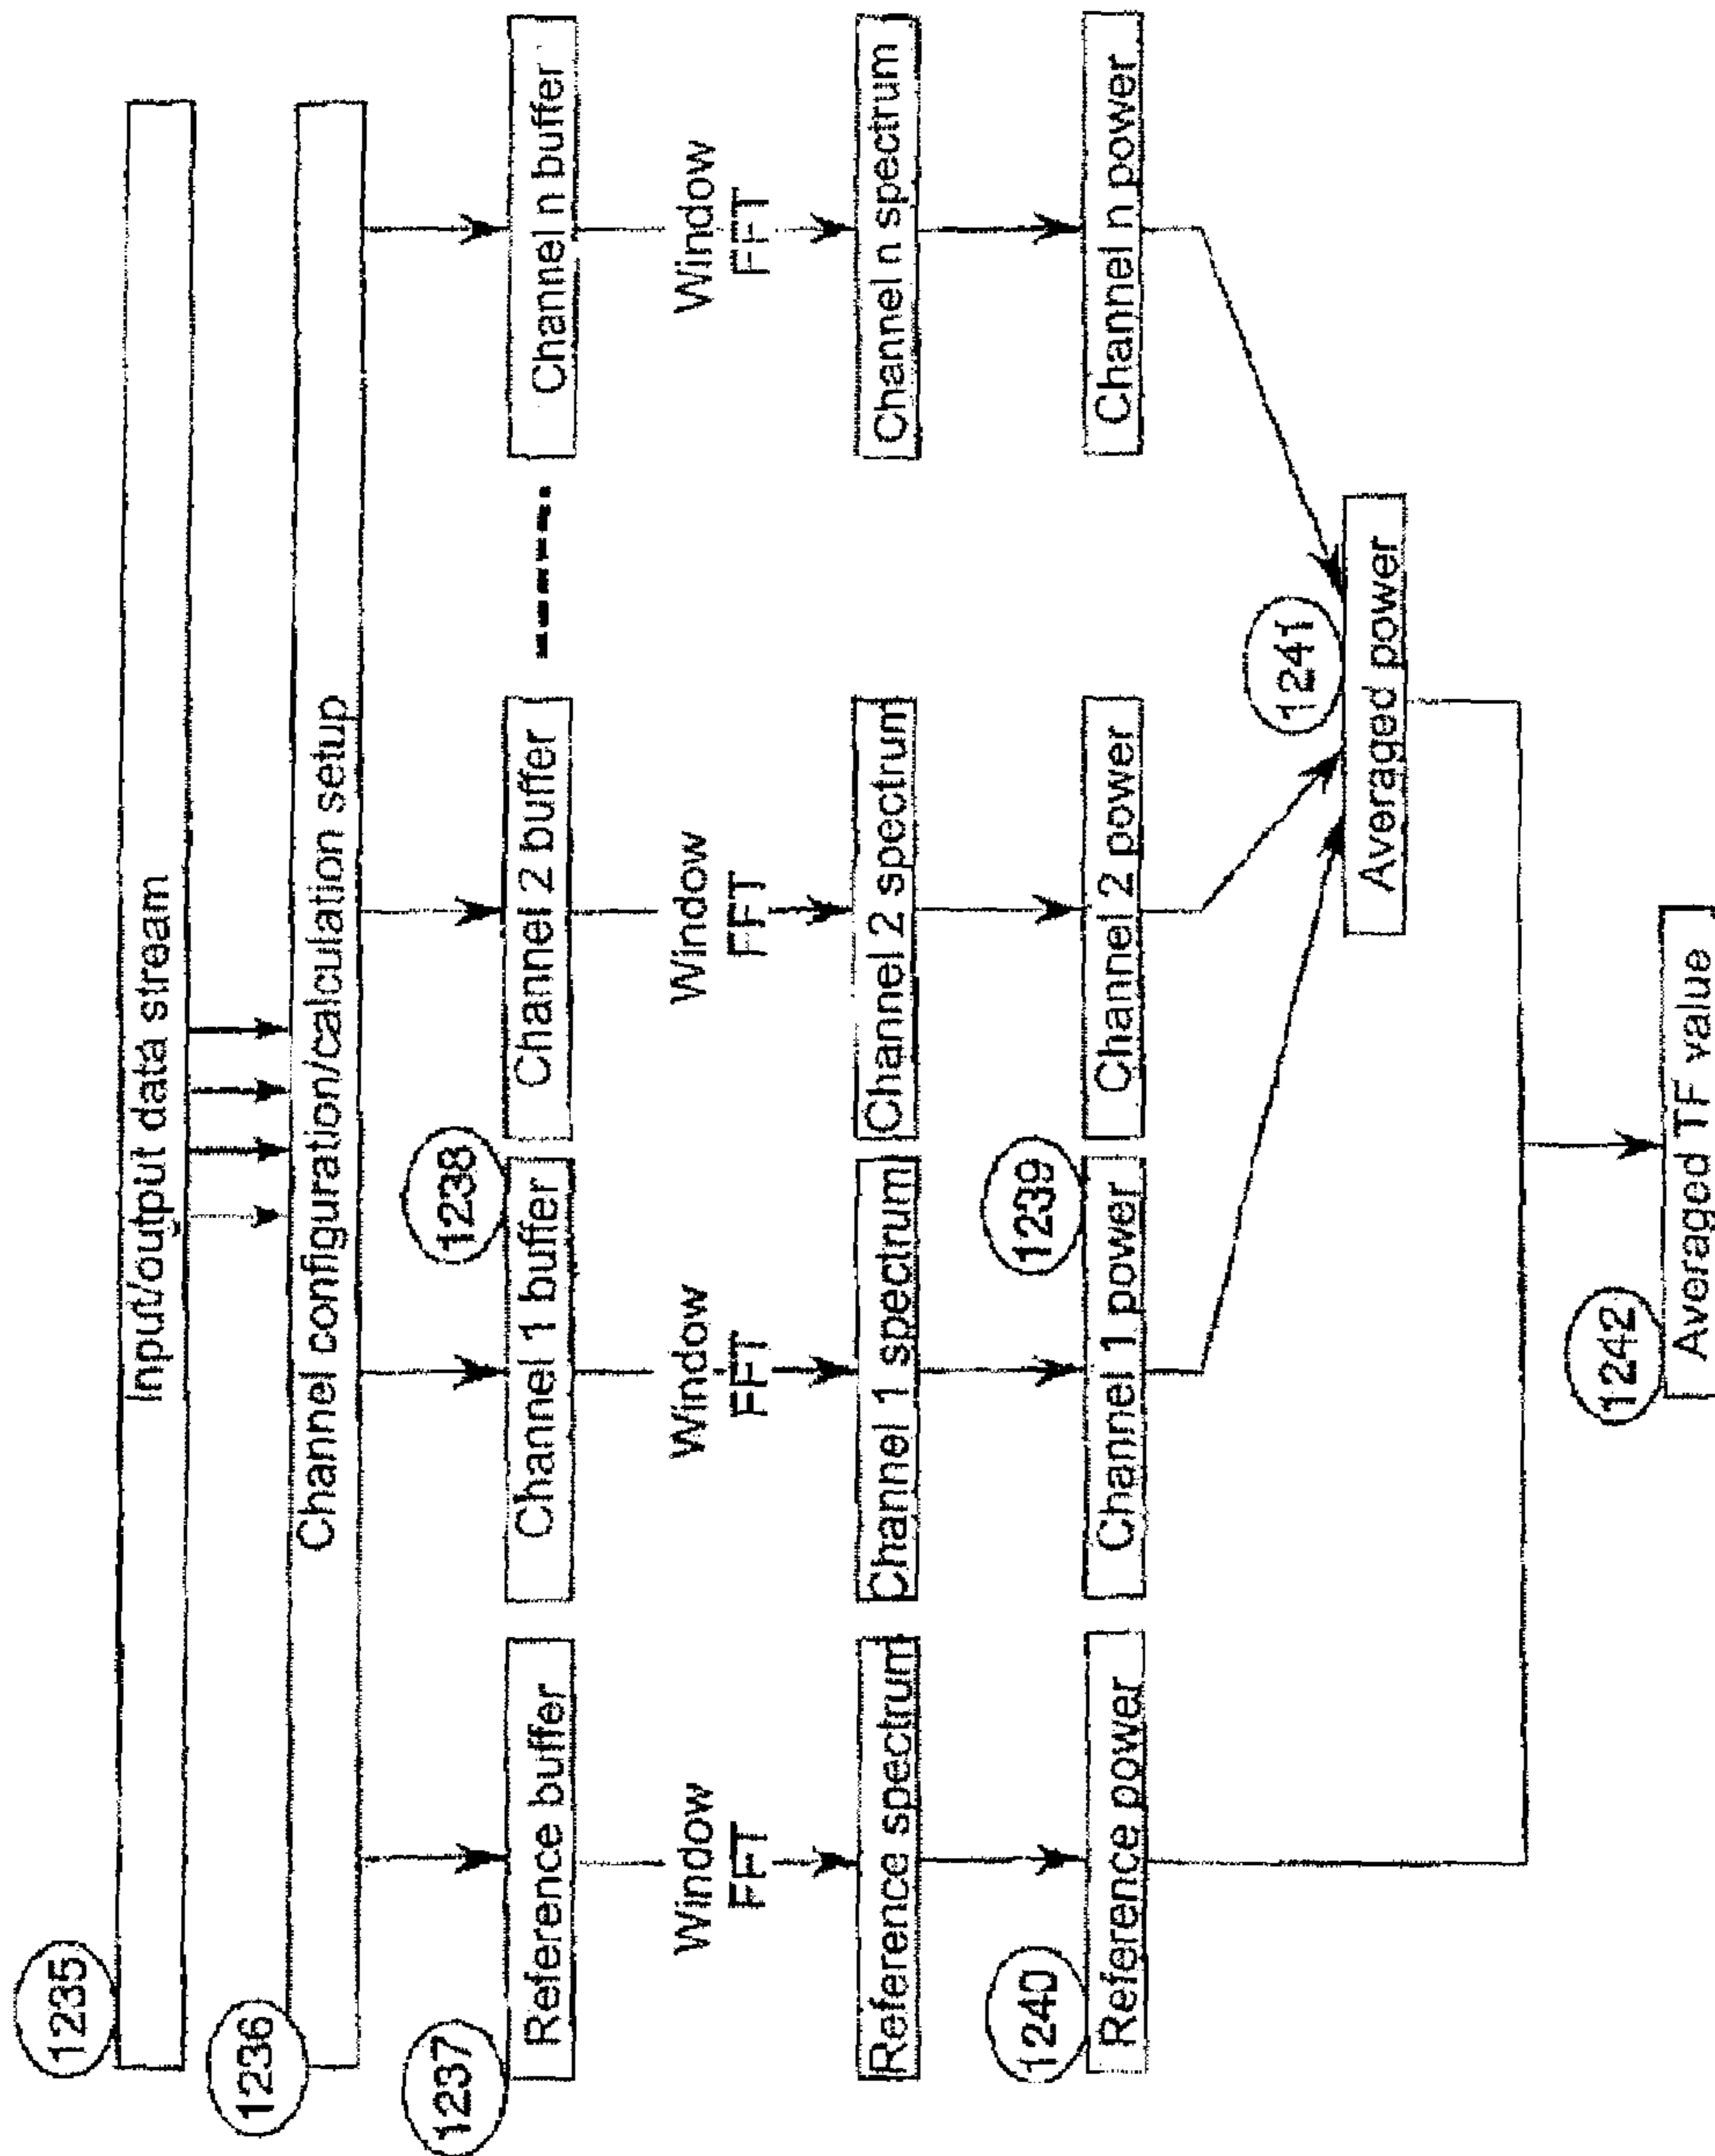 1235
Input/output data stream
1236
Channel configuration/calculation setup
1237
Reference buffer
Channel 1 buffer
1238
Channel 2 buffer
Channel n buffer
Window
FFT
Window
FFT
Window
FFT
Window
FFT
Reference spectrum
Channel 1 spectrum
Channel 2 spectrum
Channel n spectrum
1240
Reference power
Channel 1 power
1239
Channel 2 power
Channel n power
1241
Averaged power
1242
Averaged TF value